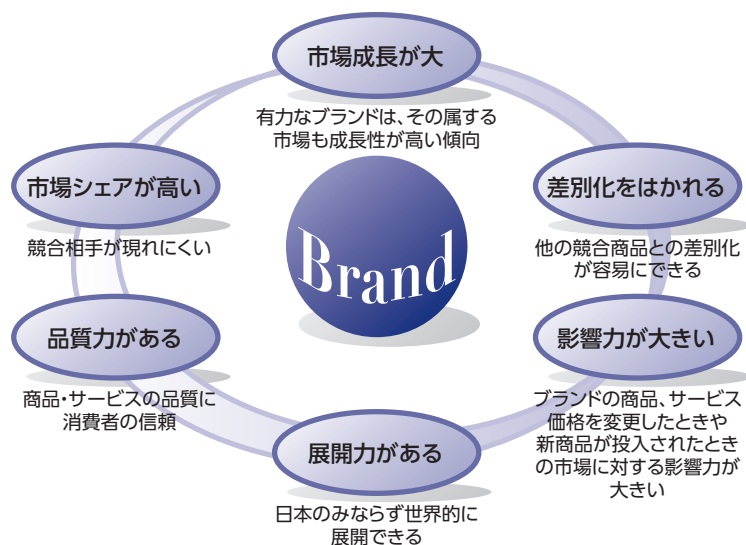 市場成長が大
有力なブランドは、その属する
市場も成長性が高い傾向
市場シェアが高い
競合相手が現れにくい
差別化をはかれる
他の競合商品との差別化
が容易にできる
Brand
品質力がある
商品・サービスの品質に
消費者の信頼
影響力が大きい
ブランドの商品、サービス
価格を変更したときや
新商品が投入されたとき
の市場に対する影響力が
大きい
展開力がある
日本のみならず世界的に
展開できる